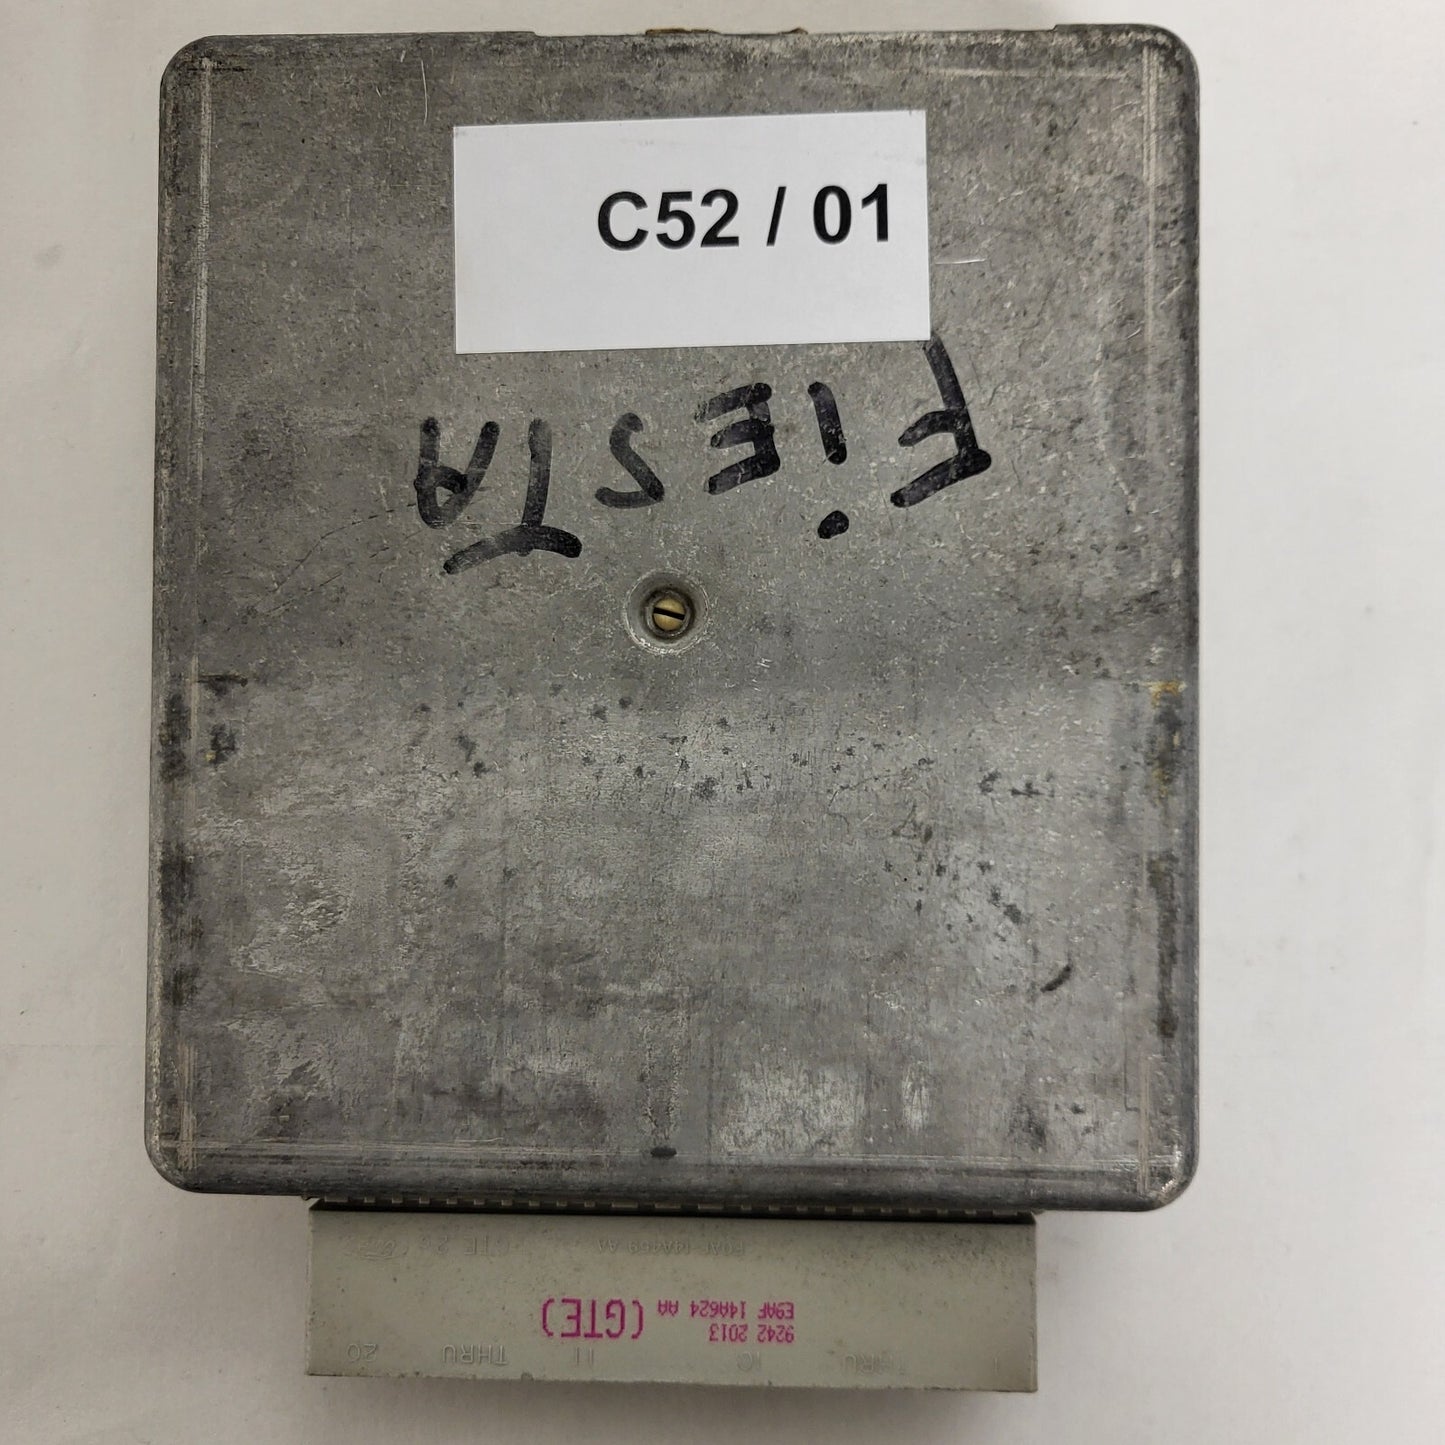 C52 / 01
FiESTA
9242 2013
E9AF 14A624 AA (GTE)
1 THRU 10 11 THRU 20